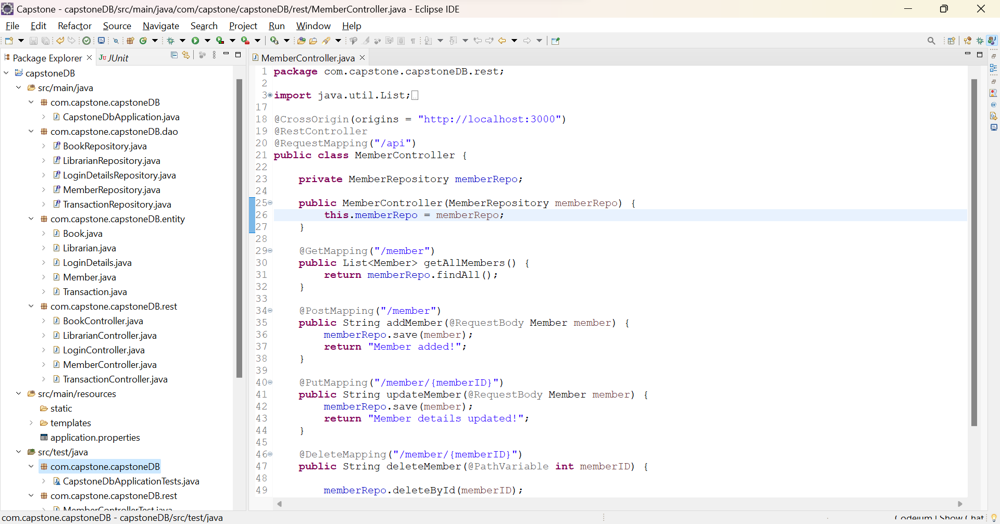 Capstone - capstoneDB/src/main/java/com/capstone/capstoneDB/rest/MemberController.java - Eclipse IDE
File Edit Refactor Source Navigate Search Project Run Window Help
Package Explorer
JUnit
capstoneDB
src/main/java
com.capstone.capstoneDB
CapstoneDbApplication.java
com.capstone.capstoneDB.dao
BookRepository.java
LibrarianRepository.java
LoginDetailsRepository.java
MemberRepository.java
TransactionRepository.java
com.capstone.capstoneDB.entity
Book.java
Librarian.java
LoginDetails.java
Member.java
Transaction.java
com.capstone.capstoneDB.rest
BookController.java
LibrarianController.java
LoginController.java
MemberController.java
TransactionController.java
src/main/resources
static
templates
application.properties
src/test/java
com.capstone.capstoneDB
CapstoneDbApplicationTests.java
com.capstone.capstoneDB.rest
MemberControllerTest.java
MemberController.java
1 package com.capstone.capstoneDB.rest;
2
3 import java.util.List;
17
18 @CrossOrigin(origins = "http://localhost:3000")
19 @RestController
20 @RequestMapping("/api")
21 public class MemberController {
22
23 private MemberRepository memberRepo;
24
25 public MemberController(MemberRepository memberRepo) {
26 this.memberRepo = memberRepo;
27 }
28
29 @GetMapping("/member")
30 public List<Member> getAllMembers() {
31 return memberRepo.findAll();
32 }
33
34 @PostMapping("/member")
35 public String addMember(@RequestBody Member member) {
36 memberRepo.save(member);
37 return "Member added!";
38 }
39
40 @PutMapping("/member/{memberID}")
41 public String updateMember(@RequestBody Member member) {
42 memberRepo.save(member);
43 return "Member details updated!";
44 }
45
46 @DeleteMapping("/member/{memberID}")
47 public String deleteMember(@PathVariable int memberID) {
48
49 memberRepo.deleteById(memberID);
com.capstone.capstoneDB - capstoneDB/src/test/java
Codeium | Show Chat